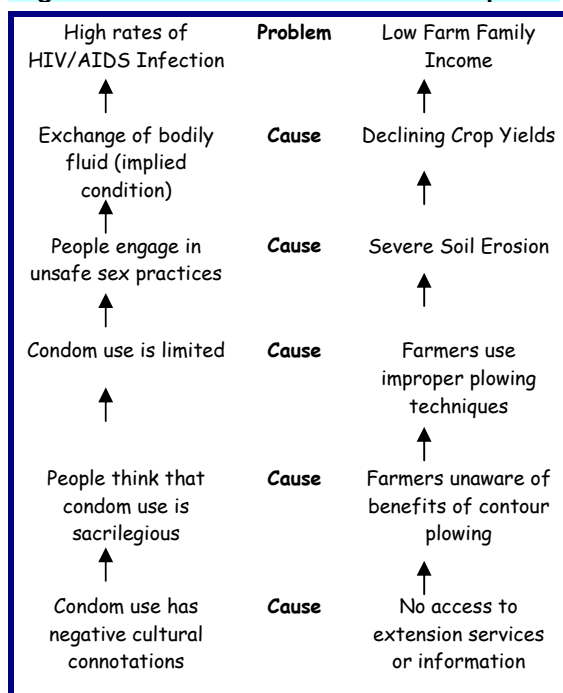 High rates of Problem Low Farm Family
HIV/AIDS Infection Income
Exchange of bodily Cause Declining Crop Yields
fluid (implied
condition)
People engage in Cause Severe Soil Erosion
unsafe sex practices
Condom use is limited Cause Farmers use
improper plowing
techniques
People think that Cause Farmers unaware of
condom use is benefits of contour
sacrilegious plowing
Condom use has Cause No access to
negative cultural extension services
connotations or information